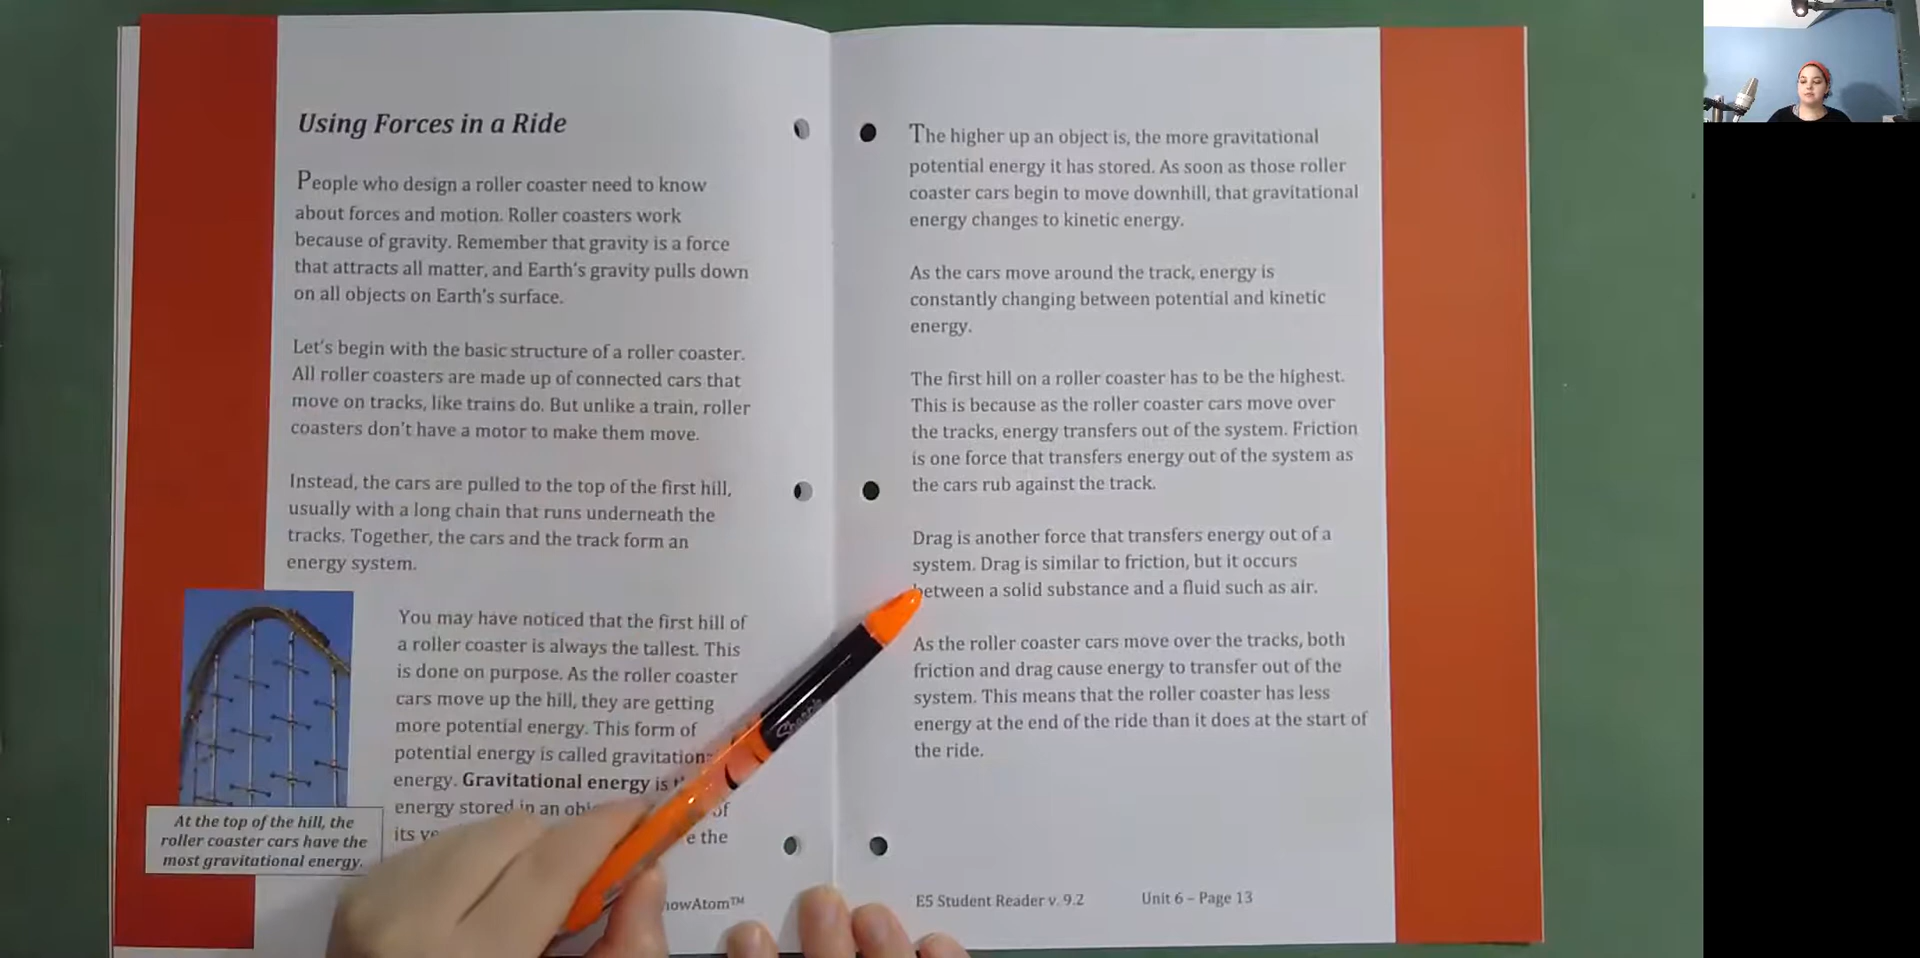 Using Forces in a Ride
People who design a roller coaster need to know
about forces and motion. Roller coasters work
because of gravity. Remember that gravity is a force
that attracts all matter, and Earth's gravity pulls down
on all objects on Earth's surface.
Let's begin with the basic structure of a roller coaster.
All roller coasters are made up of connected cars that
move on tracks, like trains do. But unlike a train, roller
coasters don't have a motor to make them move.
Instead, the cars are pulled to the top of the first hill,
usually with a long chain that runs underneath the
tracks. Together, the cars and the track form an
energy system.
You may have noticed that the first hill of
a roller coaster is always the tallest. This
is done on purpose. As the roller coaster
cars move up the hill, they are getting
more potential energy. This form of
potential energy is called
energy. Gravitational energy is
energy stored in an of
its the
At the top of the hill, the
roller coaster cars have the
most gravitational energy.
The higher up an object is, the more gravitational
potential energy it has stored. As soon as those roller
coaster cars begin to move downhill, that gravitational
energy changes to kinetic energy.
As the cars move around the track, energy is
constantly changing between potential and kinetic
energy.
The first hill on a roller coaster has to be the highest.
This is because as the roller coaster cars move over
the tracks, energy transfers out of the system. Friction
is one force that transfers energy out of the system as
the cars rub against the track.
Drag is another force that transfers energy out of a
system. Drag is similar to friction, but it occurs
between a solid substance and a fluid such as air.
As the roller coaster cars move over the tracks, both
friction and drag cause energy to transfer out of the
system. This means that the roller coaster has less
energy at the end of the ride than it does at the start of
the ride.
E5 Student Reader v. 9.2 Unit 6 – Page 13
Sharpie